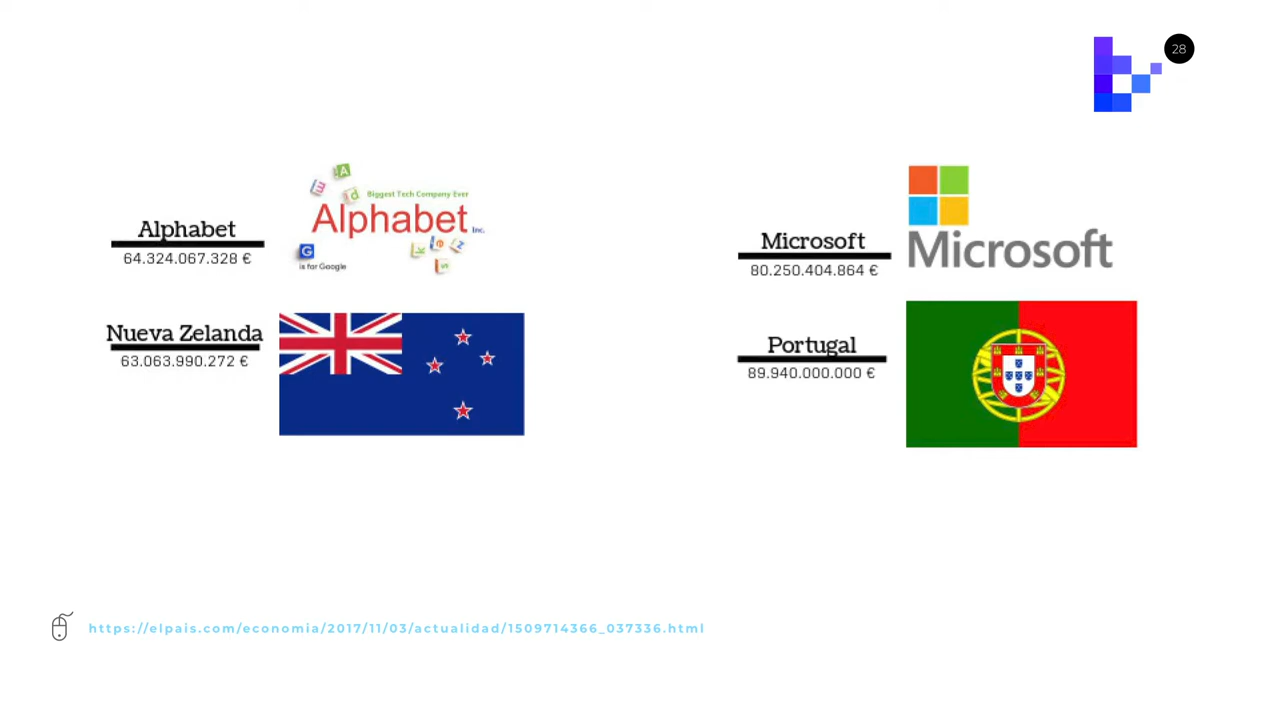 28
Alphabet
64.324.067.328 €
A
Biggest Tech Company Ever
Alphabet Inc.
G
is for Google
Nueva Zelanda
63.063.990.272 €
Microsoft
80.250.404.864 €
Microsoft
Portugal
89.940.000.000 €
https://elpais.com/economia/2017/11/03/actualidad/1509714366_037336.html